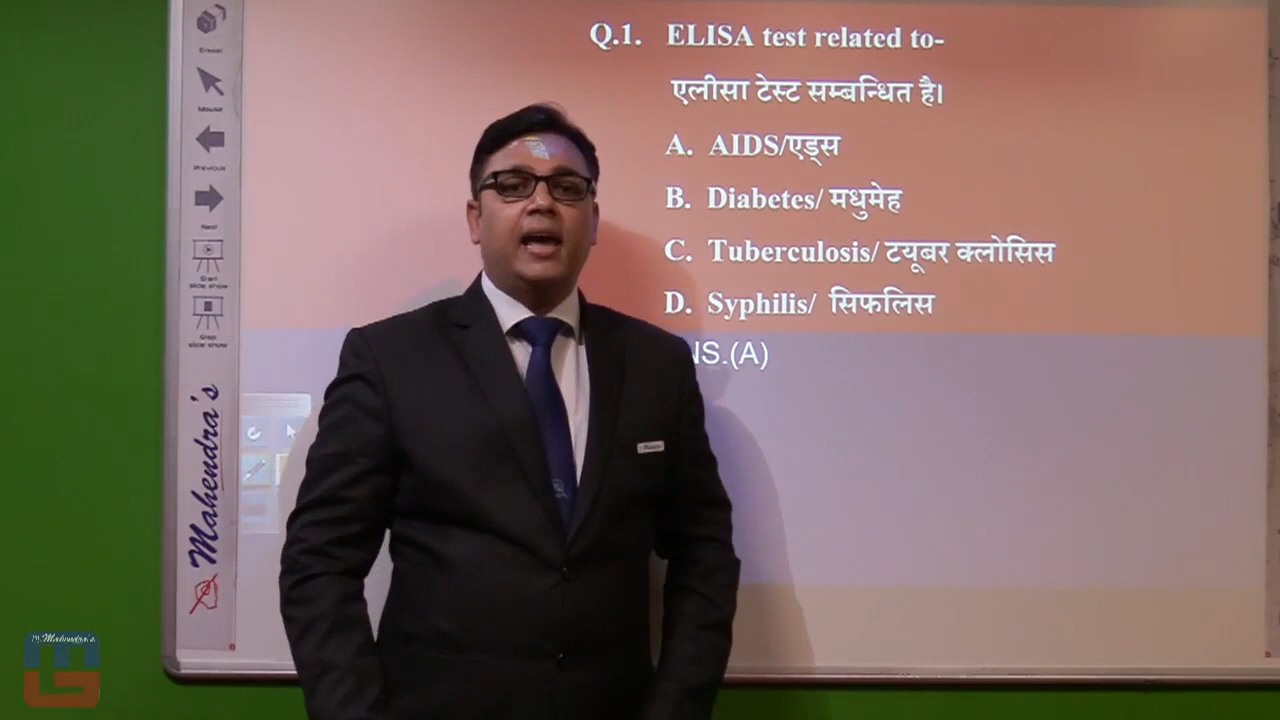 Eraser
Mouse
Previous
Next
Start
slide show
Stop
slide show
Mahendra's
Q.1. ELISA test related to-
एलीसा टेस्ट सम्बन्धित है।
A. AIDS/एड्स
B. Diabetes/ मधुमेह
C. Tuberculosis/ टयूबर क्लोसिस
D. Syphilis/ सिफलिस
NS.(A)
Mahendra's